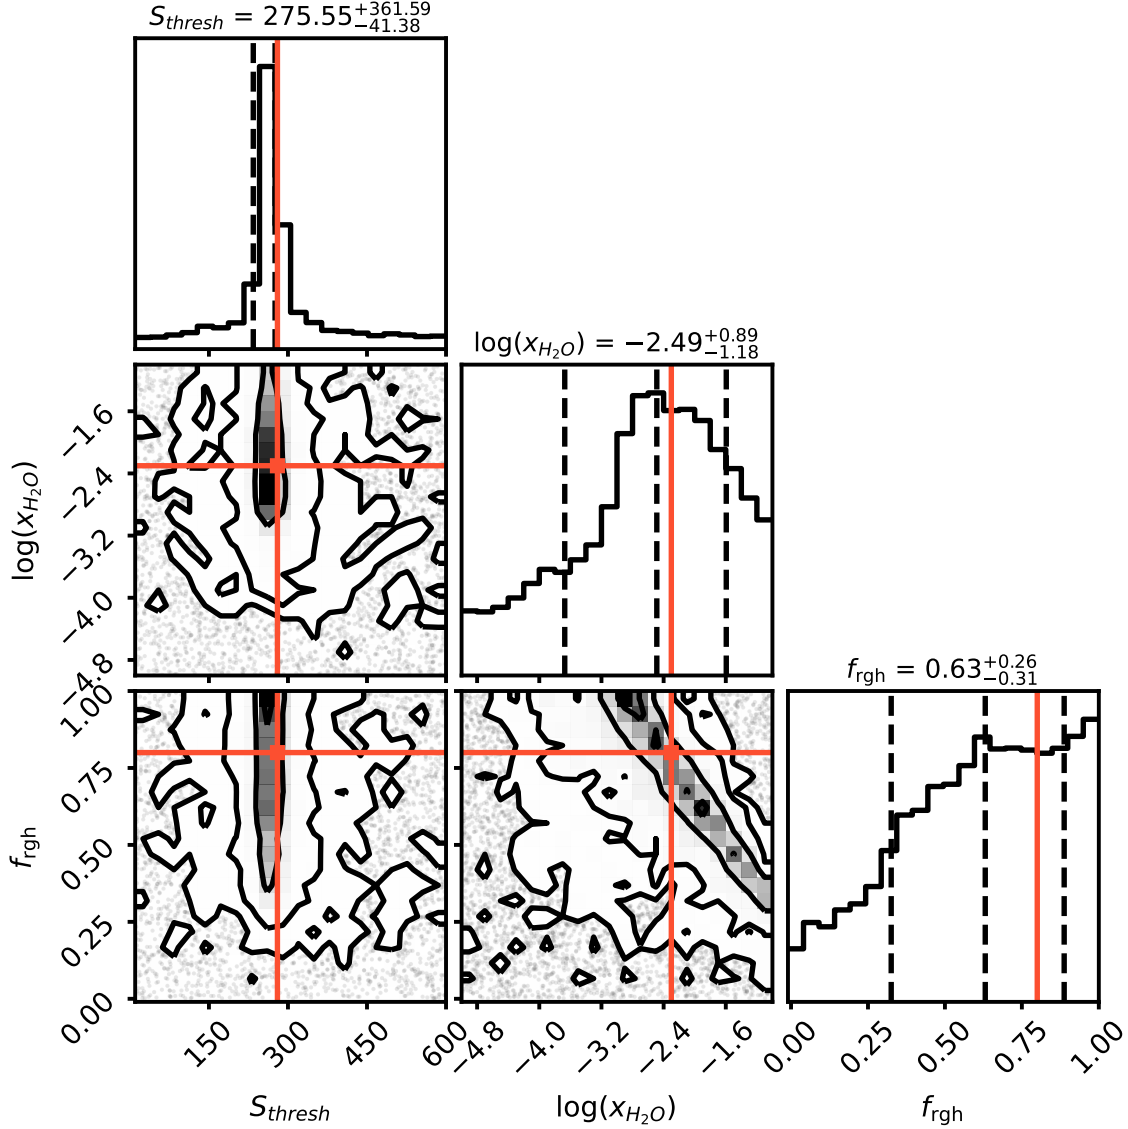 S_thresh = 275.55^{+361.59}_{−41.38}
log(x_{H_2O}) = −2.49^{+0.89}_{−1.18}
f_rgh = 0.63^{+0.26}_{−0.31}
log(x_{H_2O})
−1.6
−2.4
−3.2
−4.0
−4.8
f_rgh
1.00
0.75
0.50
0.25
0.00
150 300 450 600
−4.8 −4.0 −3.2 −2.4 −1.6
0.00 0.25 0.50 0.75 1.00
S_thresh
log(x_{H_2O})
f_rgh